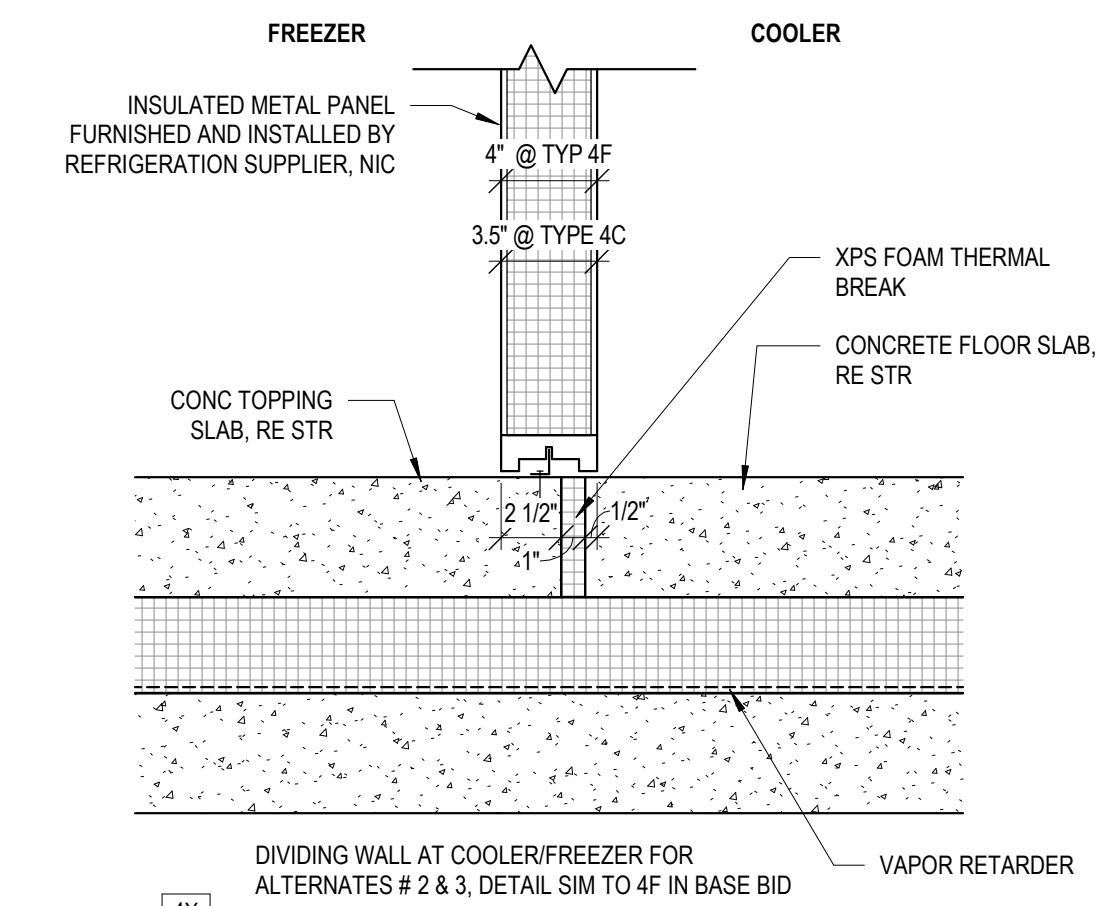 FREEZER
COOLER
INSULATED METAL PANEL
FURNISHED AND INSTALLED BY
REFRIGERATION SUPPLIER, NIC
4" @ TYP 4F
3.5" @ TYPE 4C
XPS FOAM THERMAL
BREAK
CONCRETE FLOOR SLAB,
RE STR
CONC TOPPING
SLAB, RE STR
2 1/2"
1/2"
1"
VAPOR RETARDER
DIVIDING WALL AT COOLER/FREEZER FOR
ALTERNATES # 2 & 3, DETAIL SIM TO 4F IN BASE BID